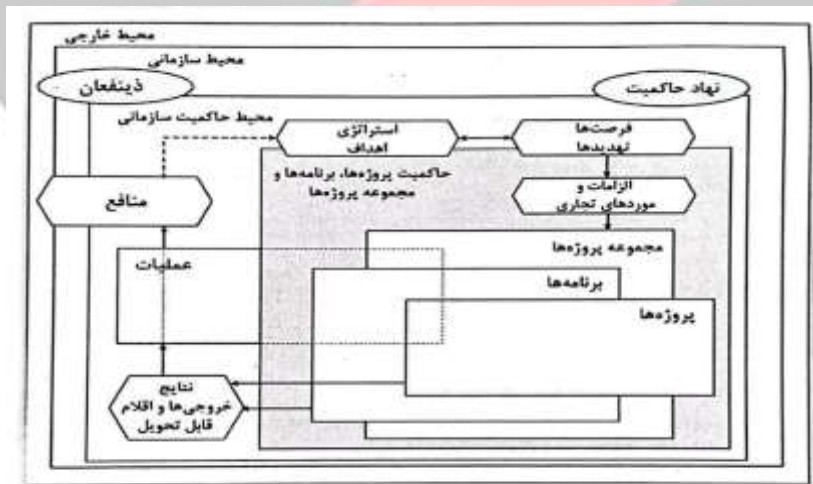 محیط خارجی
محیط سازمانی
ذینفعان
نهاد حاکمیت
محیط حاکمیت سازمانی
استراتژی
اهداف
فرصت‌ها
تهدیدها
حاکمیت پروژه‌ها، برنامه‌ها و
مجموعه پروژه‌ها
الزامات و
موردهای تجاری
منافع
عملیات
مجموعه پروژه‌ها
برنامه‌ها
پروژه‌ها
نتایج
خروجی‌ها و اقلام
قابل تحویل